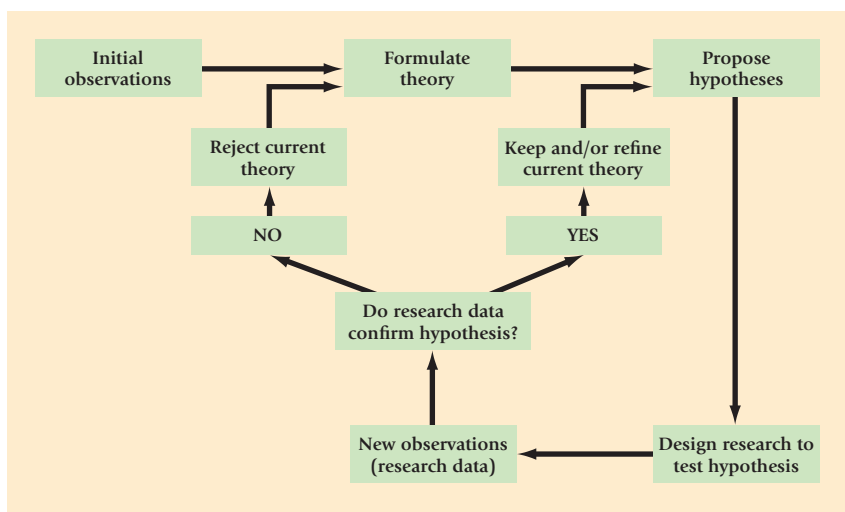 Initial
observations
Formulate
theory
Propose
hypotheses
Reject current
theory
Keep and/or refine
current theory
NO
YES
Do research data
confirm hypothesis?
New observations
(research data)
Design research to
test hypothesis